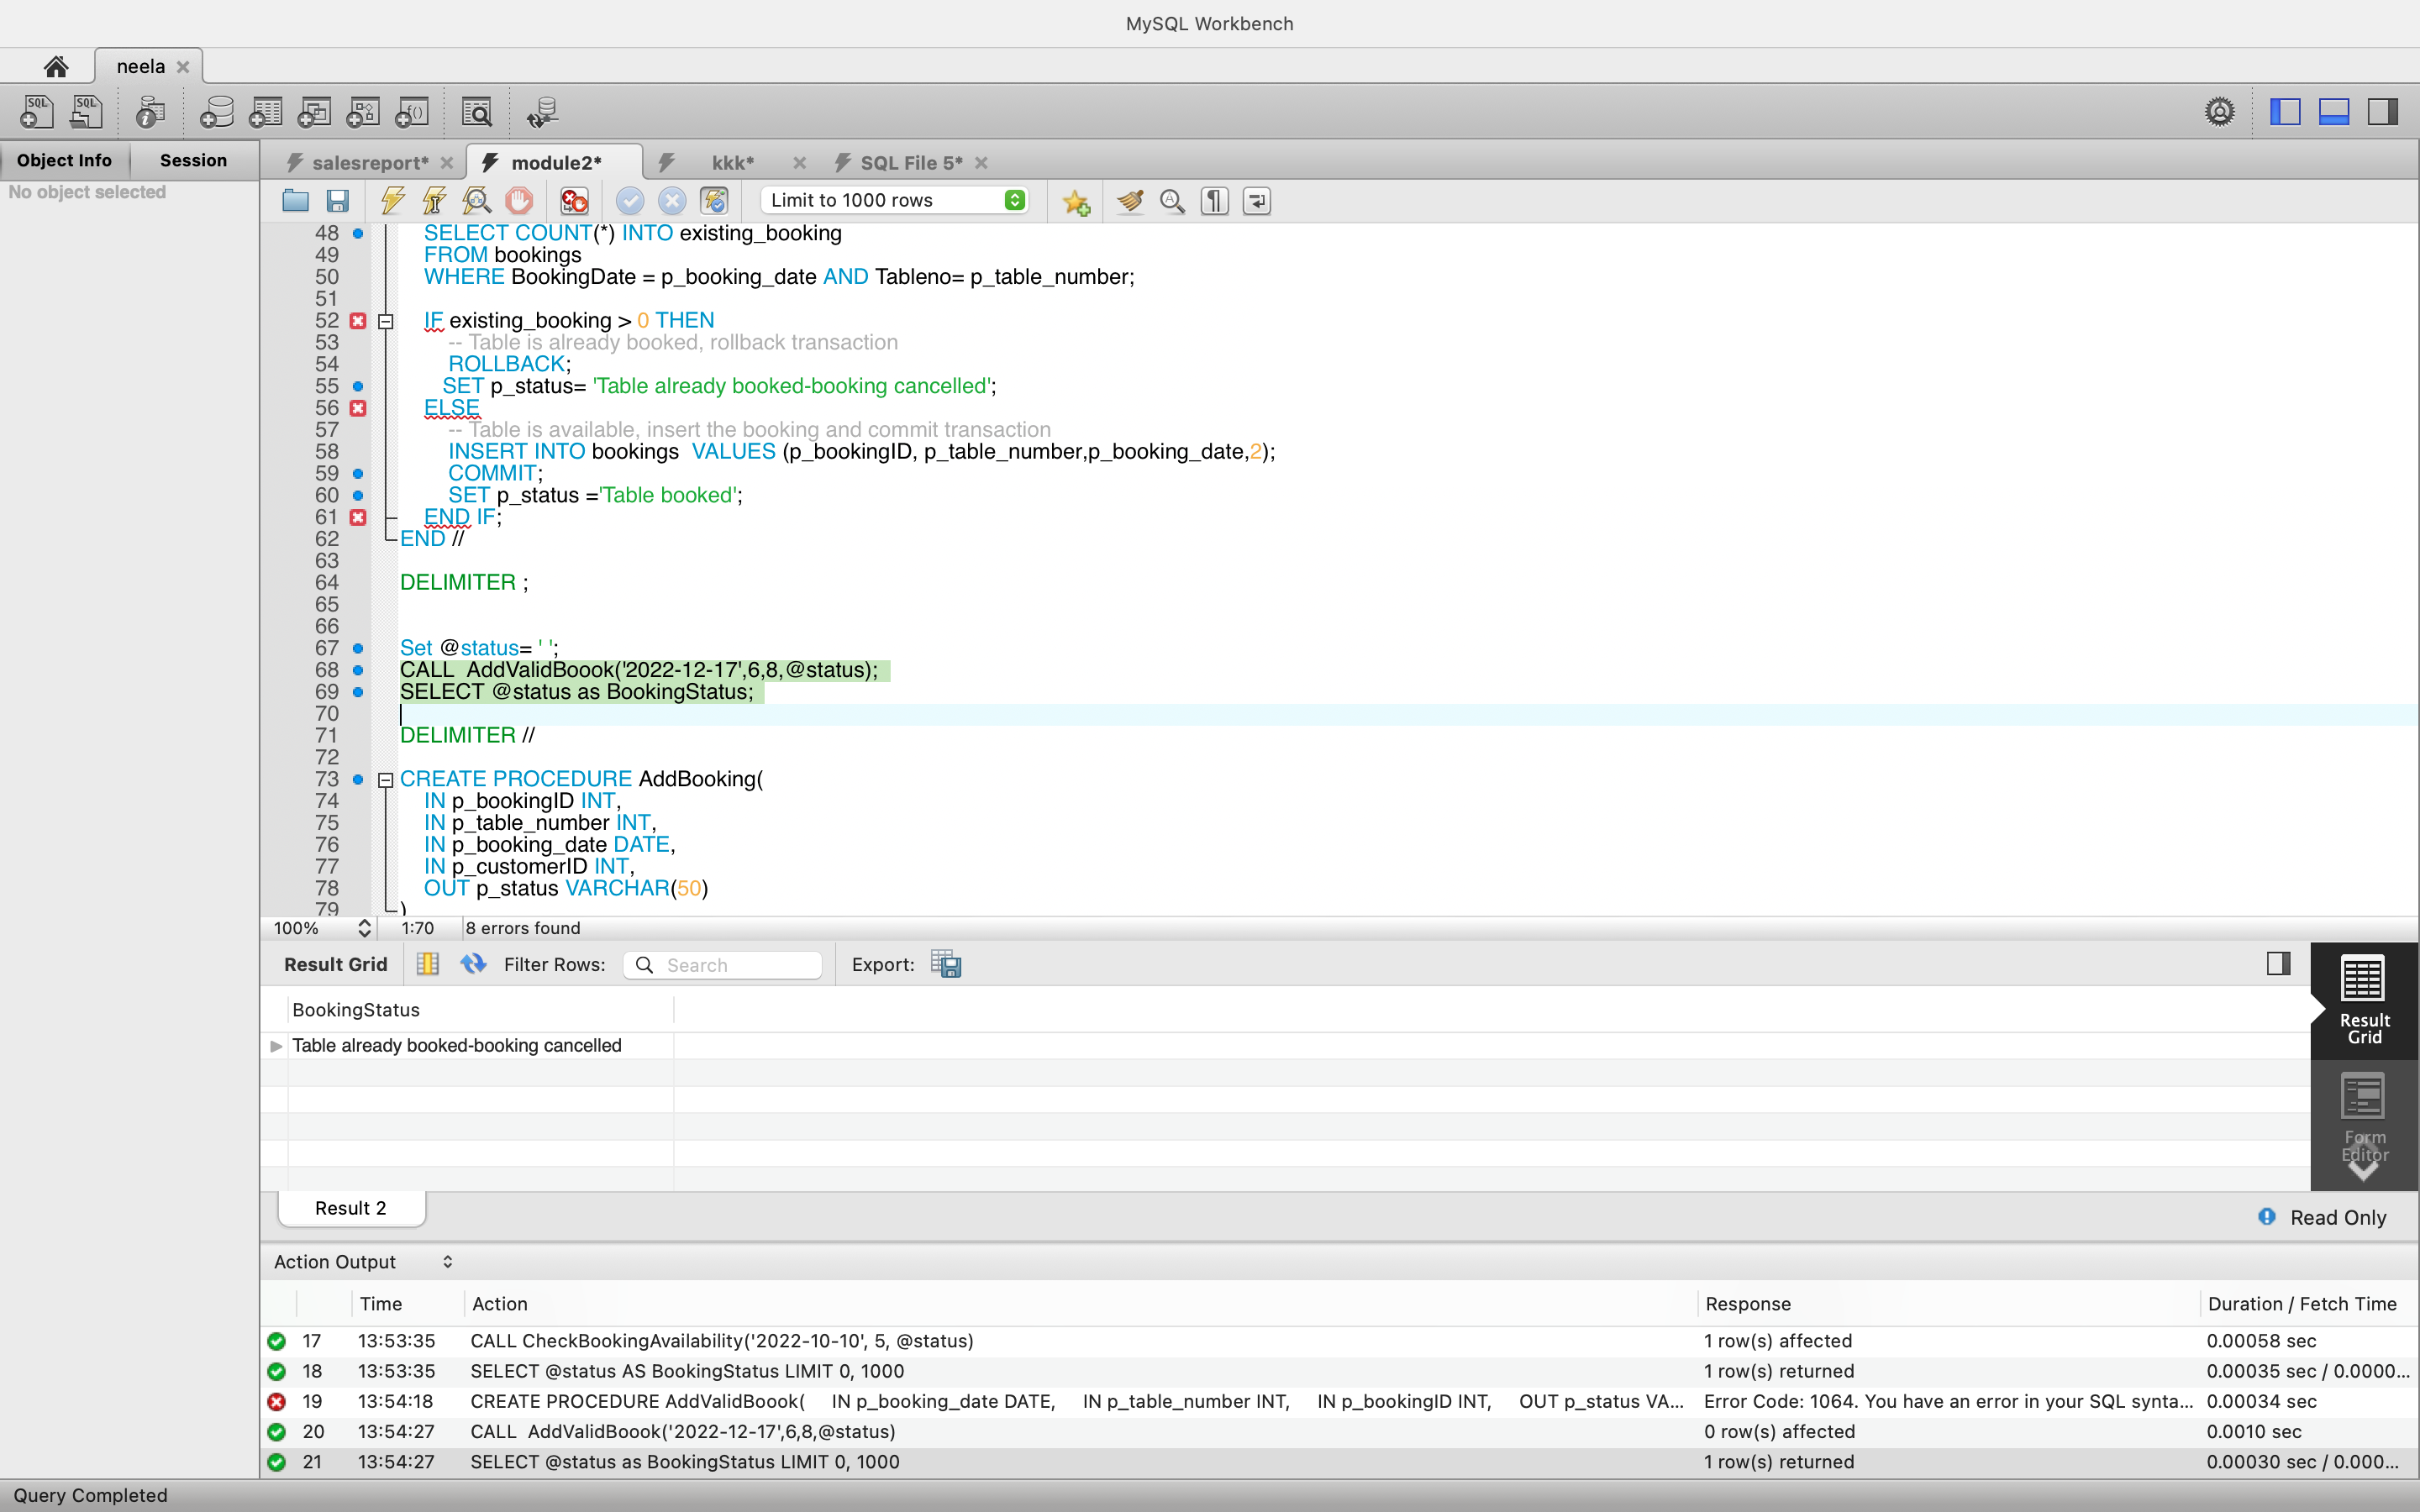 MySQL Workbench
neela
Object Info Session
No object selected
salesreport* module2* kkk* SQL File 5*
Limit to 1000 rows
48 SELECT COUNT(*) INTO existing_booking
49 FROM bookings
50 WHERE BookingDate = p_booking_date AND Tableno= p_table_number;
51
52 IF existing_booking > 0 THEN
53 -- Table is already booked, rollback transaction
54 ROLLBACK;
55 SET p_status= 'Table already booked-booking cancelled';
56 ELSE
57 -- Table is available, insert the booking and commit transaction
58 INSERT INTO bookings  VALUES (p_bookingID, p_table_number,p_booking_date,2);
59 COMMIT;
60 SET p_status ='Table booked';
61 END IF;
62 END //
63
64 DELIMITER ;
65
66
67 Set @status= ' ';
68 CALL  AddValidBoook('2022-12-17',6,8,@status);
69 SELECT @status as BookingStatus;
70
71 DELIMITER //
72
73 CREATE PROCEDURE AddBooking(
74 IN p_bookingID INT,
75 IN p_table_number INT,
76 IN p_booking_date DATE,
77 IN p_customerID INT,
78 OUT p_status VARCHAR(50)
79 )
100% 1:70 8 errors found
Result Grid Filter Rows: Search Export:
BookingStatus
Table already booked-booking cancelled
Result
Grid
Form
Editor
Result 2
Read Only
Action Output
Time Action Response Duration / Fetch Time
17 13:53:35 CALL CheckBookingAvailability('2022-10-10', 5, @status) 1 row(s) affected 0.00058 sec
18 13:53:35 SELECT @status AS BookingStatus LIMIT 0, 1000 1 row(s) returned 0.00035 sec / 0.0000...
19 13:54:18 CREATE PROCEDURE AddValidBoook( IN p_booking_date DATE, IN p_table_number INT, IN p_bookingID INT, OUT p_status VA... Error Code: 1064. You have an error in your SQL synta... 0.00034 sec
20 13:54:27 CALL  AddValidBoook('2022-12-17',6,8,@status) 0 row(s) affected 0.0010 sec
21 13:54:27 SELECT @status as BookingStatus LIMIT 0, 1000 1 row(s) returned 0.00030 sec / 0.000...
Query Completed